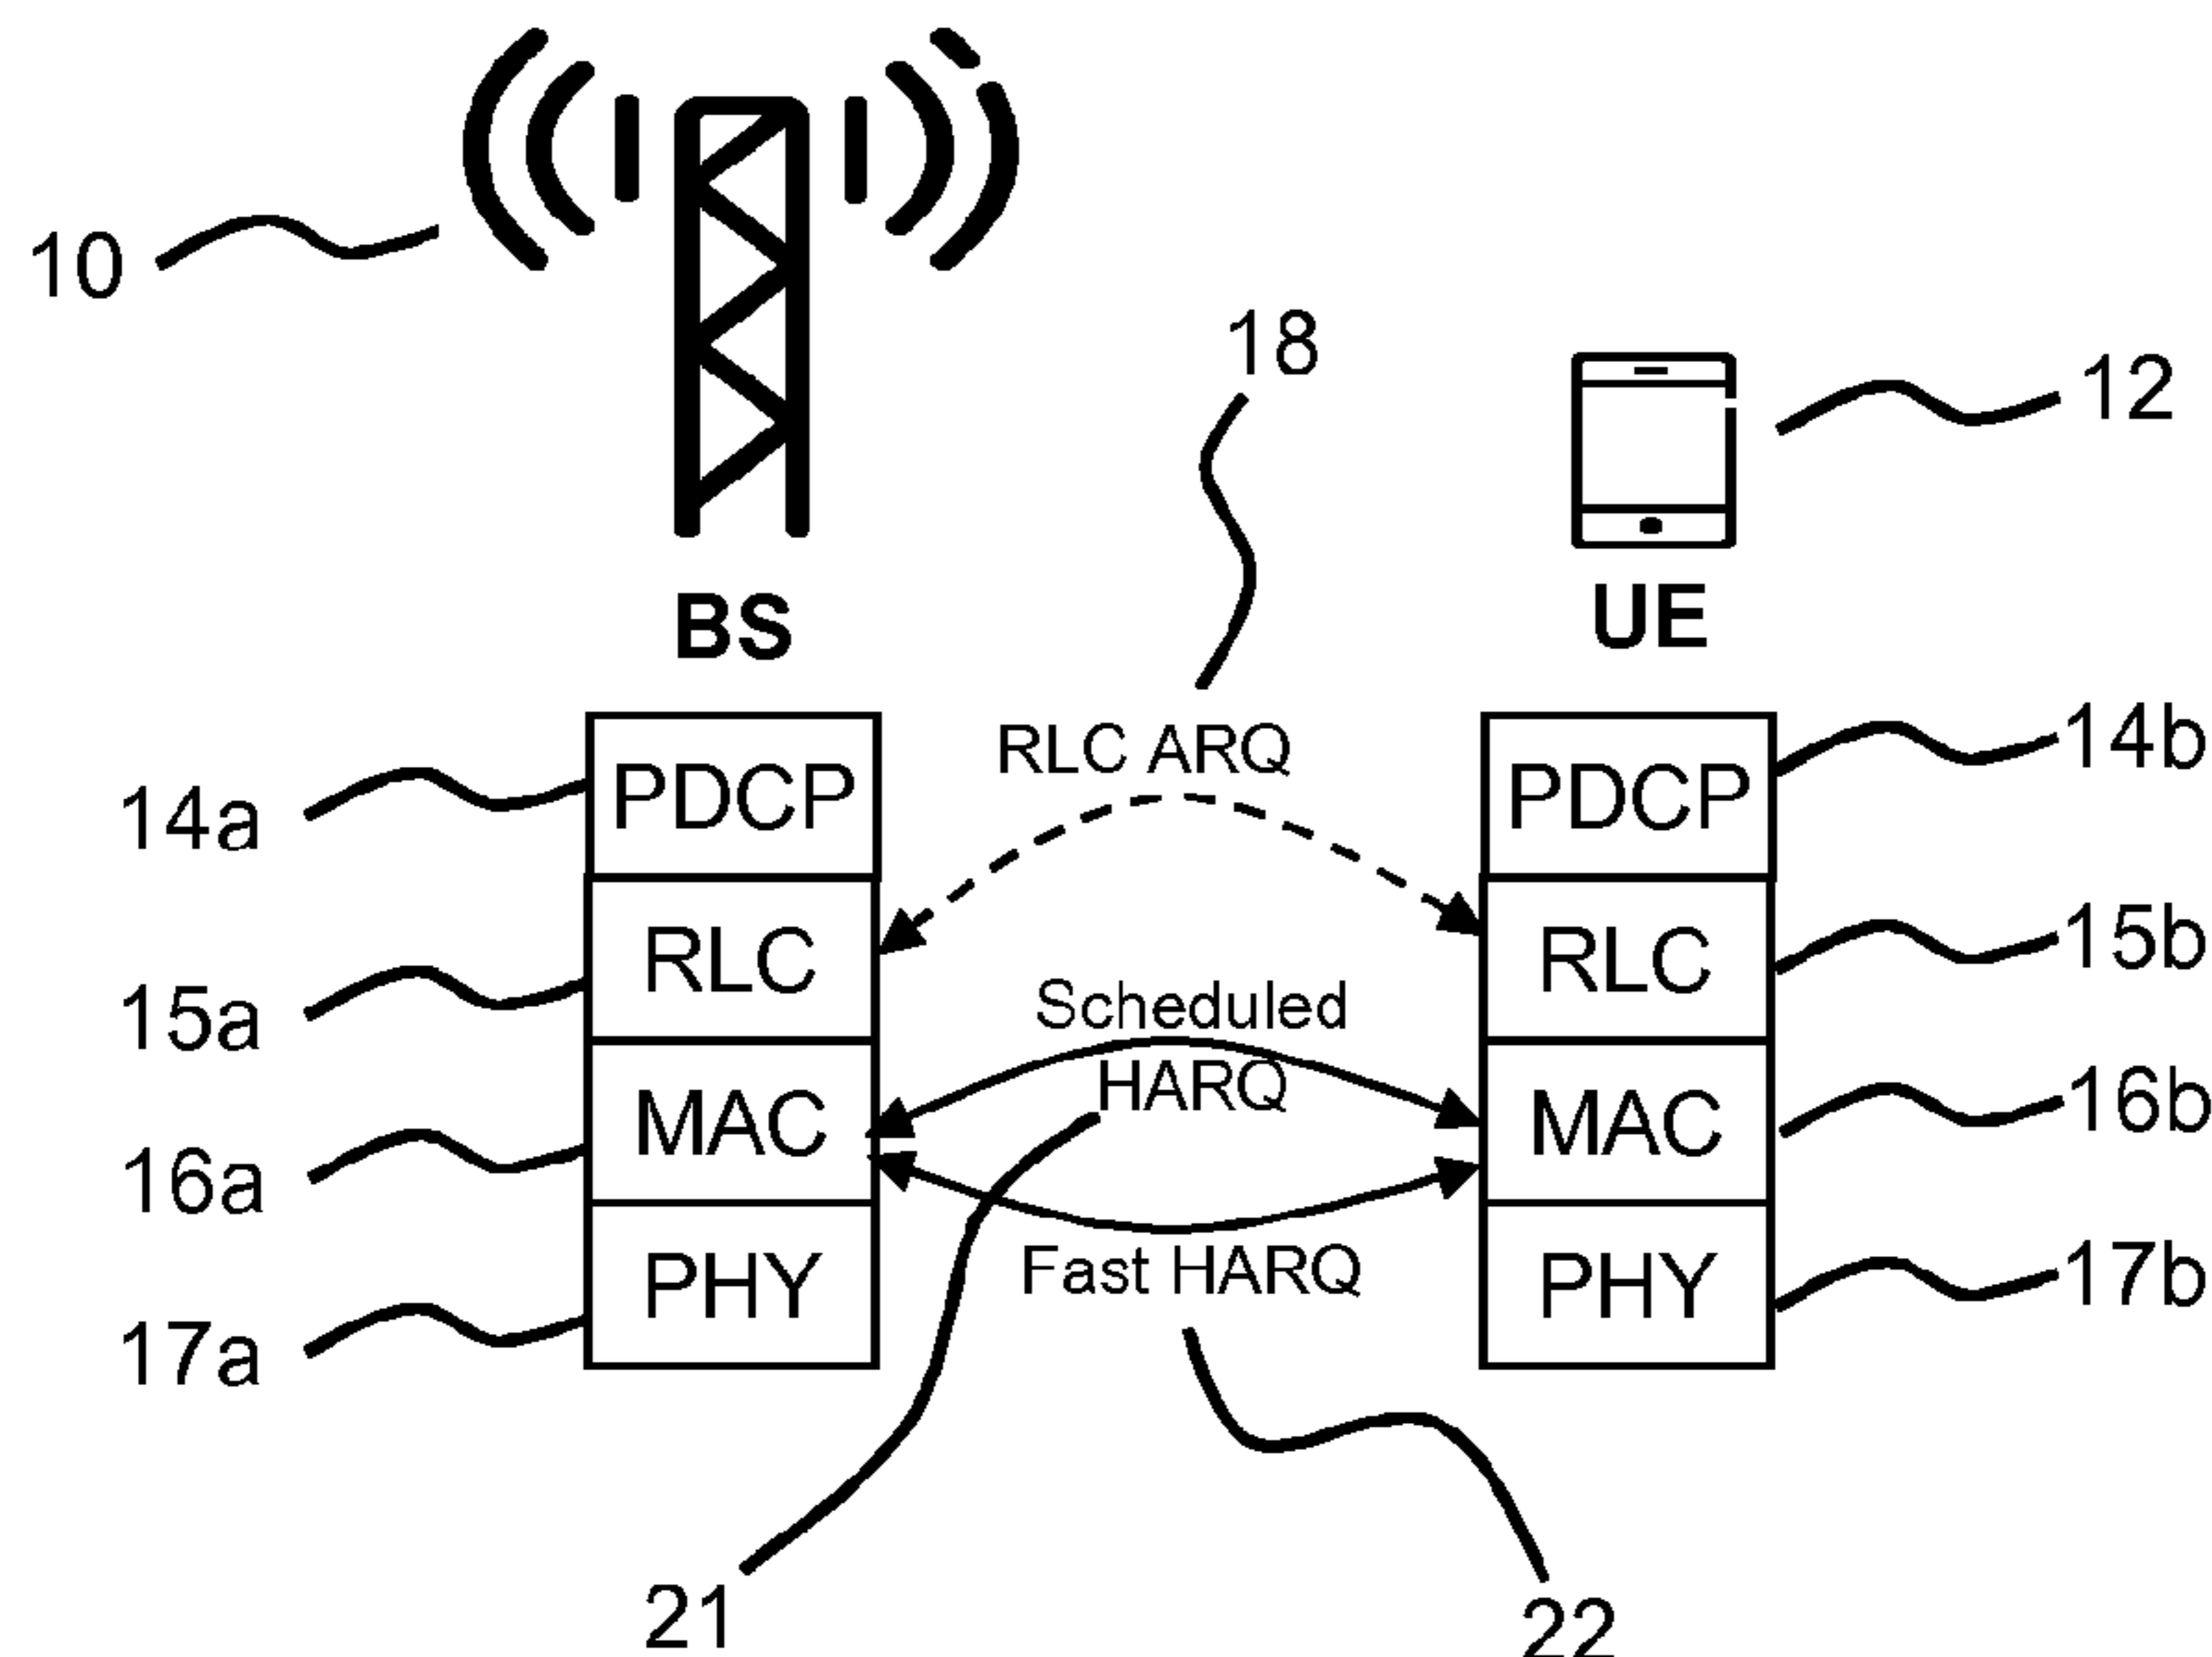 10
18
12
BS
UE
RLC ARQ
14a
PDCP
PDCP
14b
15a
RLC
RLC
15b
Scheduled
HARQ
16a
MAC
MAC
16b
Fast HARQ
17a
PHY
PHY
17b
21
22